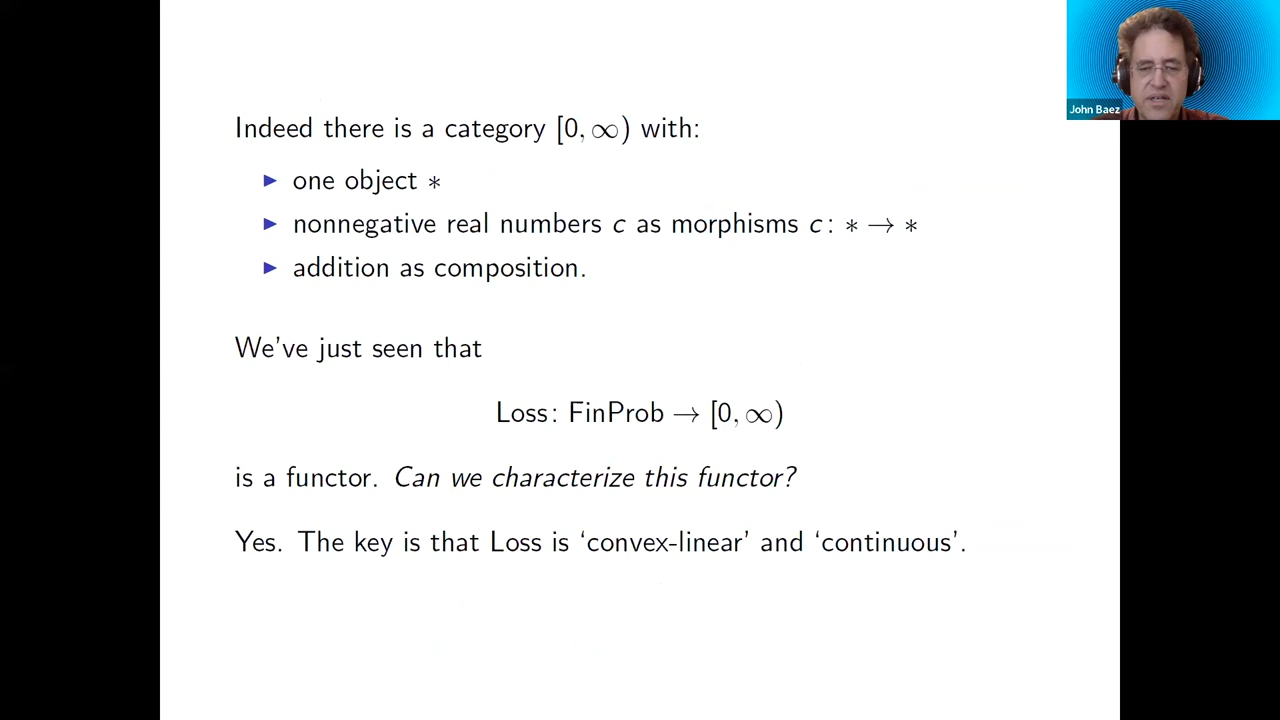 Indeed there is a category [0, ∞) with:
▶ one object ∗
▶ nonnegative real numbers c as morphisms c: ∗ → ∗
▶ addition as composition.
We've just seen that
Loss: FinProb → [0, ∞)
is a functor. Can we characterize this functor?
Yes. The key is that Loss is ‘convex-linear’ and ‘continuous’.
John Baez